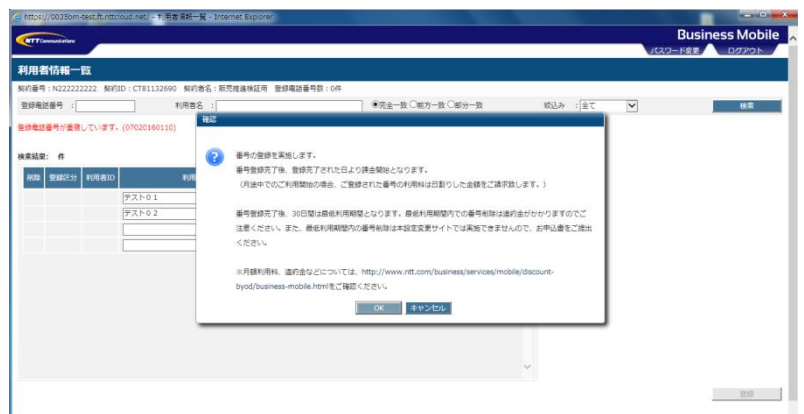 https://0035bm-test.ft.nttcloud.net/ - 利用者情報一覧 - Internet Explorer
NTT Communications
Business Mobile
パスワード変更 ログアウト
利用者情報一覧
契約番号：N222222222 契約ID：CT81132690 契約者名：販売推進検証用 登録電話番号数：0件
登録電話番号 ： 利用者名 ： 完全一致 前方一致 部分一致 絞込み ：全て 検索
登録電話番号が重複しています。(07020160110)
検索結果: 件
削除 登録区分 利用者ID 利用
テスト０１
テスト０２
確認
番号の登録を実施します。
番号登録完了後、登録完了された日より課金開始となります。
（月途中でのご利用開始の場合、ご登録された番号の利用料は日割りした金額をご請求致します。）
番号登録完了後、30日間は最低利用期間となります。最低利用期間内での番号削除は違約金がかかりますのでご
注意ください。また、最低利用期間内の番号削除は本設定変更サイトでは実施できませんので、お申込書をご提出
ください。
※月額利用料、違約金などについては、http://www.ntt.com/business/services/mobile/discount-
byod/business-mobile.htmlをご確認ください。
OK キャンセル
登録